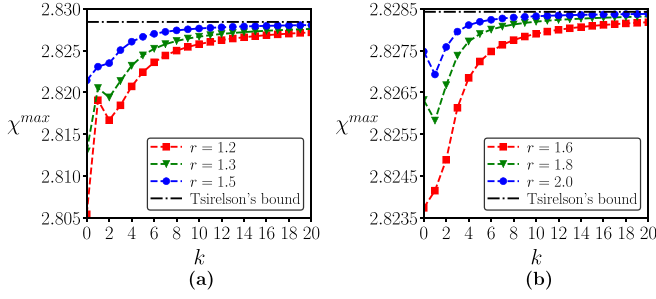 2.830
2.825
2.820
2.815
2.810
2.805
χ^max
0 2 4 6 8 10 12 14 16 18 20
k
r = 1.2
r = 1.3
r = 1.5
Tsirelson's bound
(a)
2.8285
2.8275
2.8265
2.8255
2.8245
2.8235
χ^max
0 2 4 6 8 10 12 14 16 18 20
k
r = 1.6
r = 1.8
r = 2.0
Tsirelson's bound
(b)